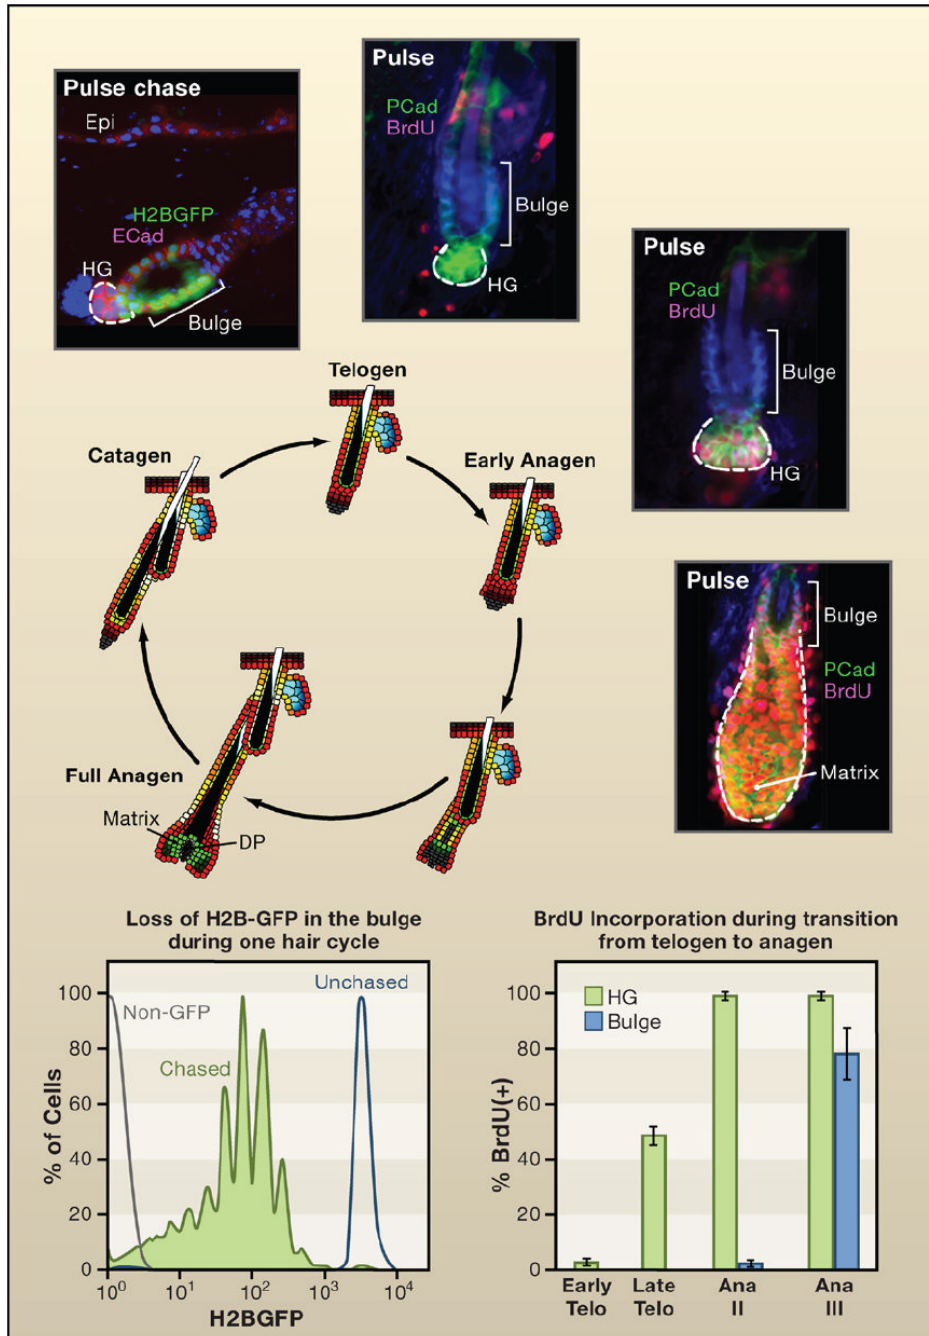 Pulse chase
Epi
H2BGFP
ECad
HG
Bulge
Pulse
PCad
BrdU
Bulge
HG
Pulse
PCad
BrdU
Bulge
HG
Pulse
Bulge
PCad
BrdU
Matrix
Telogen
Catagen
Early Anagen
Full Anagen
Matrix
DP
Loss of H2B-GFP in the bulge
during one hair cycle
% of Cells
100
80
60
40
20
0
Non-GFP
Chased
Unchased
10⁰ 10¹ 10² 10³ 10⁴
H2BGFP
BrdU Incorporation during transition
from telogen to anagen
% BrdU(+)
100
80
60
40
20
0
HG
Bulge
Early Telo
Late Telo
Ana II
Ana III